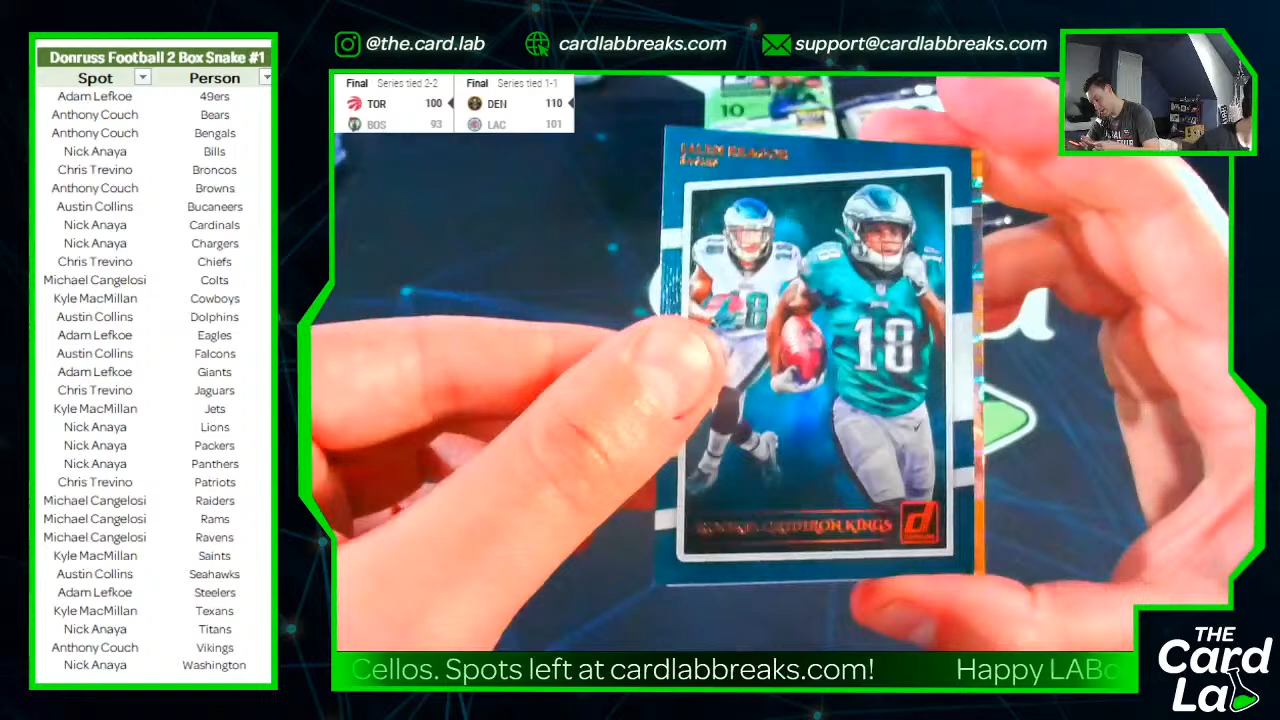 Donruss Football 2 Box Snake #1
Spot Person
Adam Lefkoe 49ers
Anthony Couch Bears
Anthony Couch Bengals
Nick Anaya Bills
Chris Trevino Broncos
Anthony Couch Browns
Austin Collins Bucaneers
Nick Anaya Cardinals
Nick Anaya Chargers
Chris Trevino Chiefs
Michael Cangelosi Colts
Kyle MacMillan Cowboys
Austin Collins Dolphins
Adam Lefkoe Eagles
Austin Collins Falcons
Adam Lefkoe Giants
Chris Trevino Jaguars
Kyle MacMillan Jets
Nick Anaya Lions
Nick Anaya Packers
Nick Anaya Panthers
Chris Trevino Patriots
Michael Cangelosi Raiders
Michael Cangelosi Rams
Michael Cangelosi Ravens
Kyle MacMillan Saints
Austin Collins Seahawks
Adam Lefkoe Steelers
Kyle MacMillan Texans
Nick Anaya Titans
Anthony Couch Vikings
Nick Anaya Washington
@the.card.lab cardlabbreaks.com support@cardlabbreaks.com
Final Series tied 2-2 Final Series tied 1-1
TOR 100 DEN 110
BOS 93 LAC 101
10
JALEN REAGOR
18
18
GRIDIRON KINGS
d
Cellos. Spots left at cardlabbreaks.com! Happy LABo
THE
Card
Lab